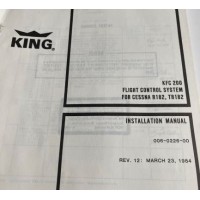 KING®
KFC 200
FLIGHT CONTROL SYSTEM
FOR CESSNA R182, TR182
INSTALLATION MANUAL
006-0226-00
REV. 12: MARCH 23, 1984